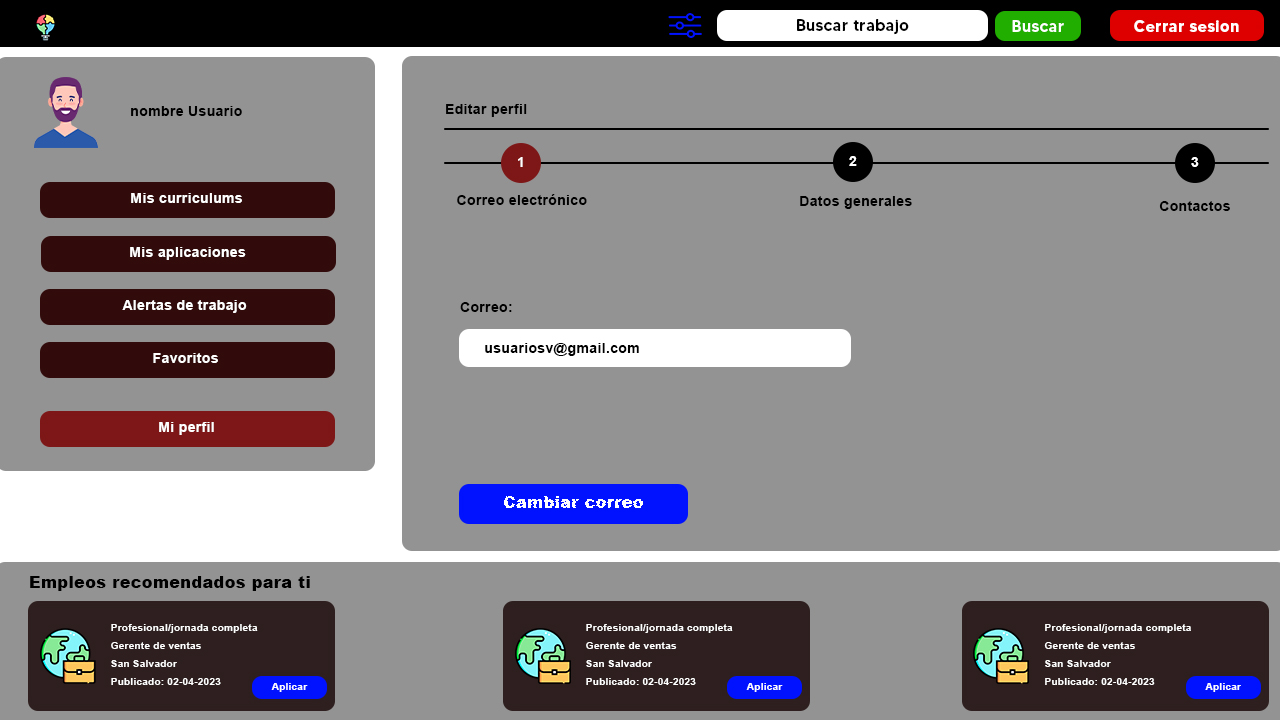 Buscar trabajo
Buscar
Cerrar sesion
nombre Usuario
Mis curriculums
Mis aplicaciones
Alertas de trabajo
Favoritos
Mi perfil
Editar perfil
1
2
3
Correo electrónico
Datos generales
Contactos
Correo:
usuariosv@gmail.com
Cambiar correo
Empleos recomendados para ti
Profesional/jornada completa
Gerente de ventas
San Salvador
Publicado: 02-04-2023
Aplicar
Profesional/jornada completa
Gerente de ventas
San Salvador
Publicado: 02-04-2023
Aplicar
Profesional/jornada completa
Gerente de ventas
San Salvador
Publicado: 02-04-2023
Aplicar